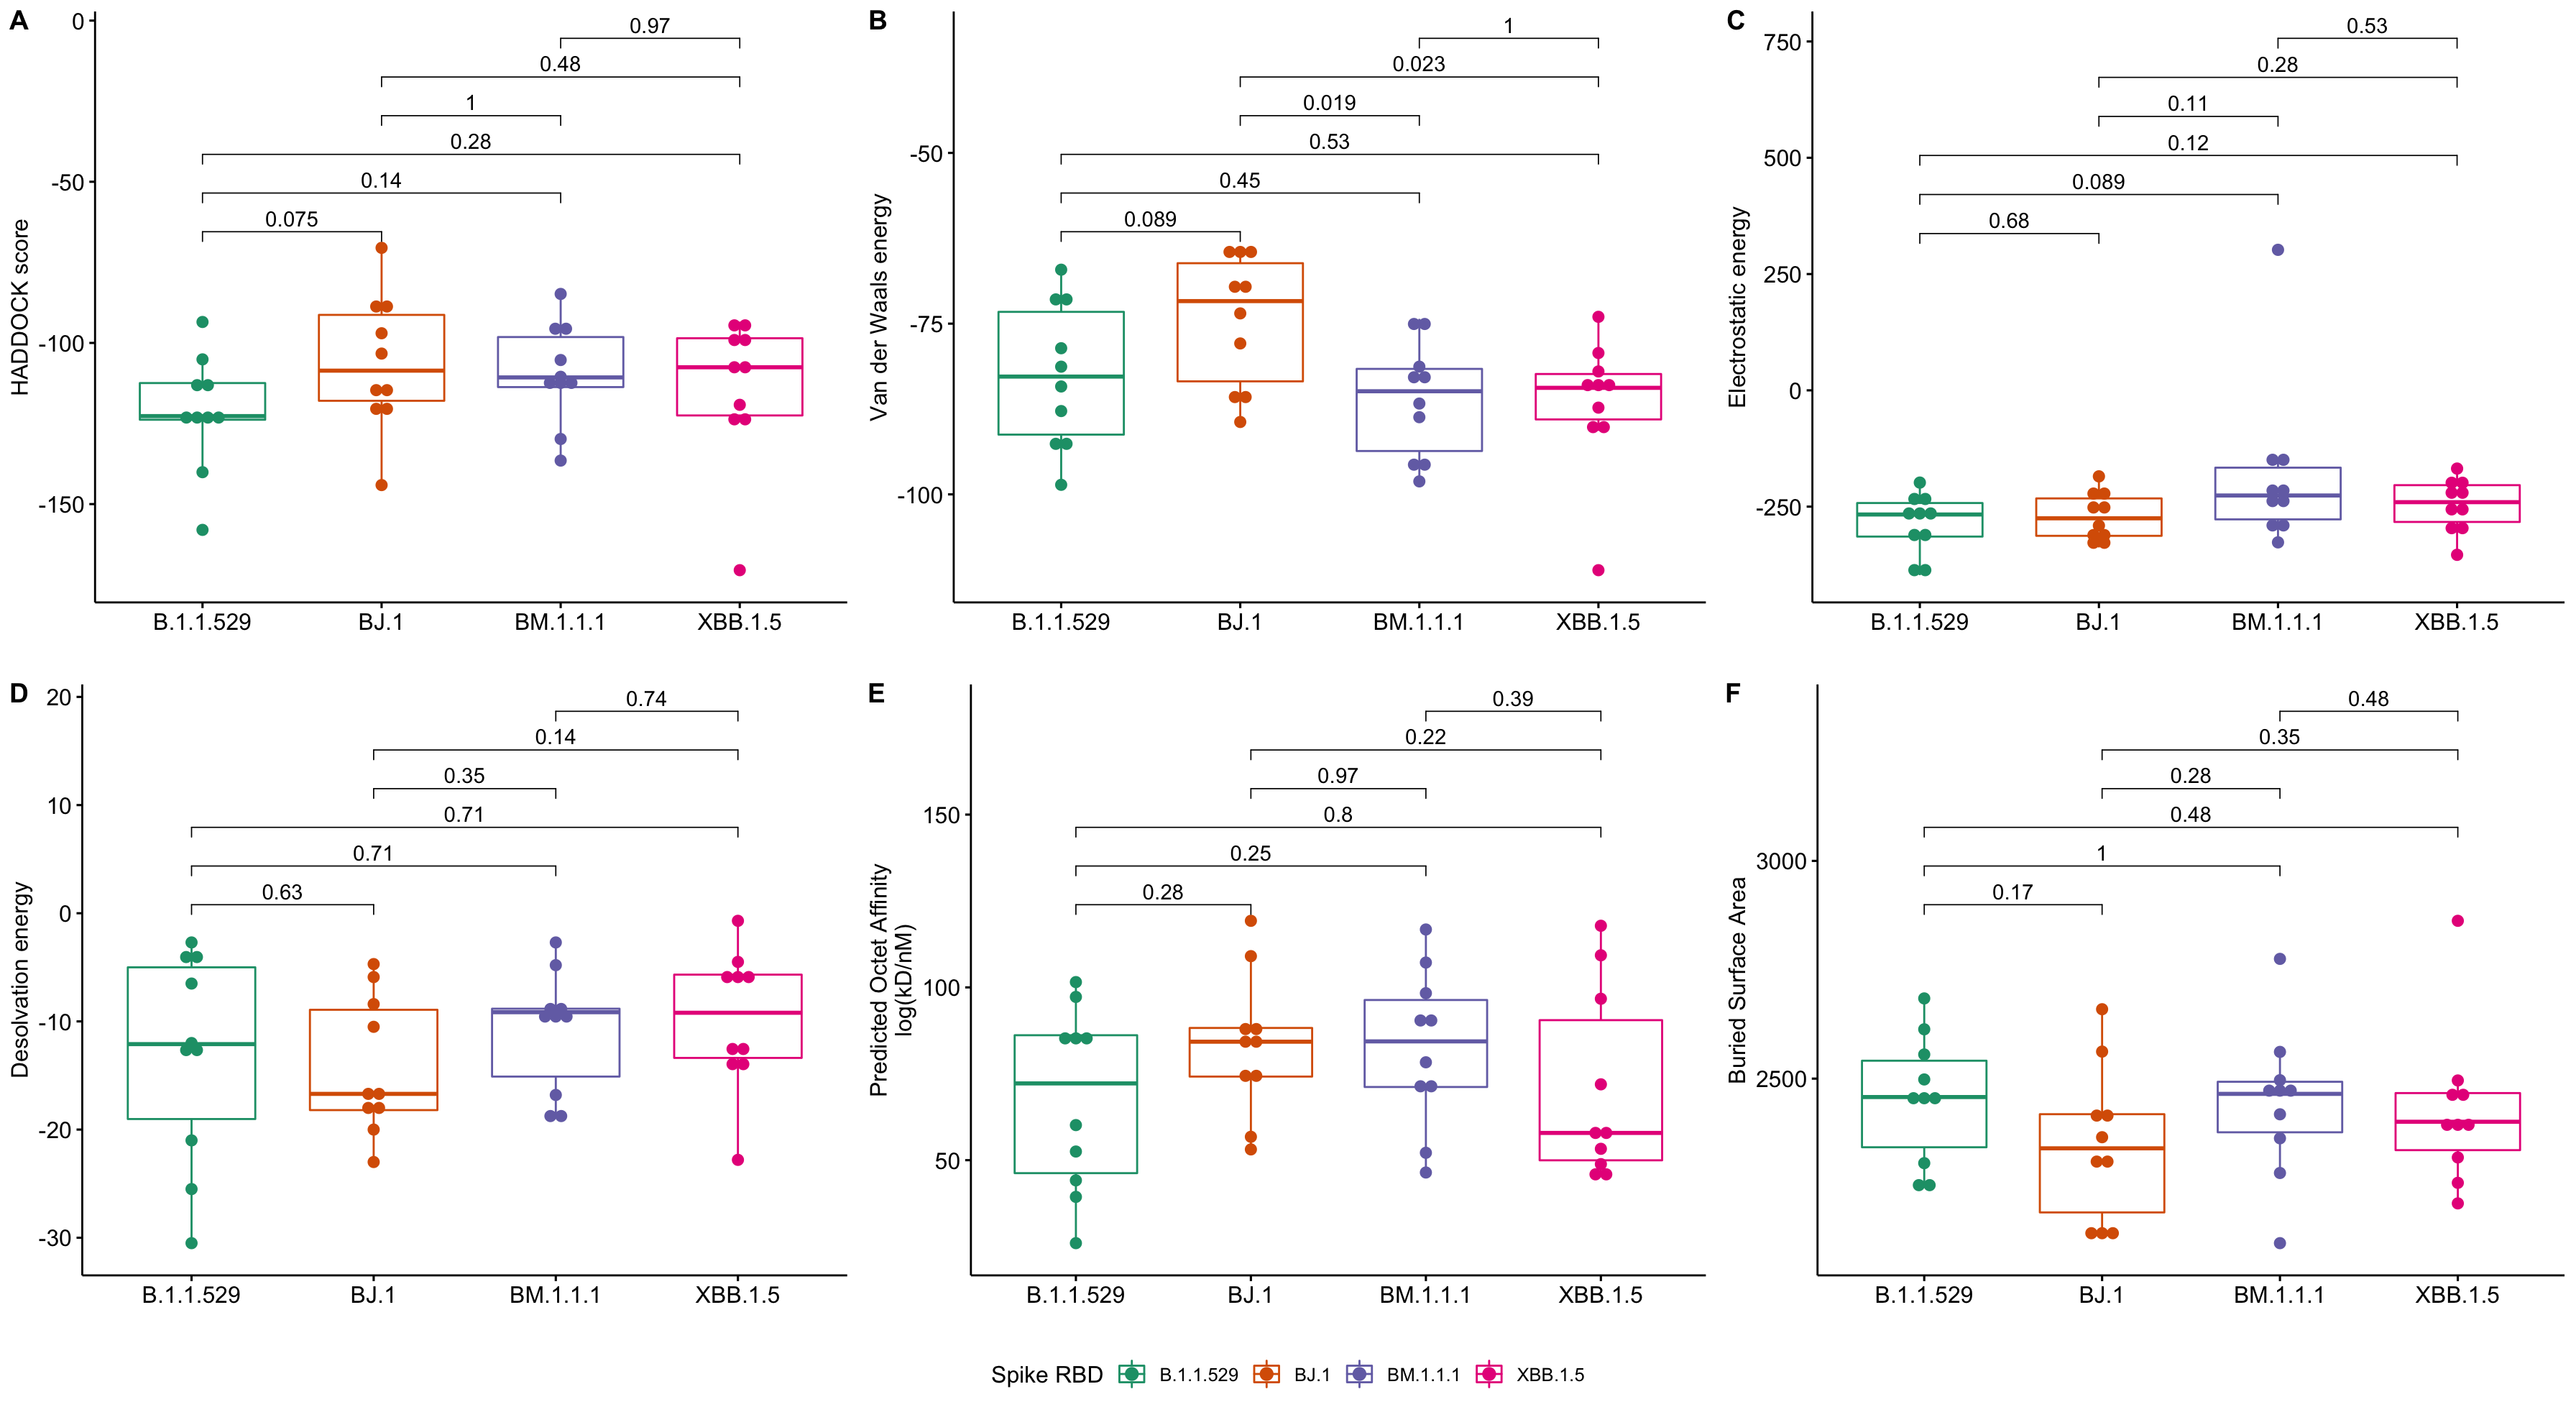 A
HADDOCK score
0
-50
-100
-150
0.97
0.48
1
0.28
0.14
0.075
B.1.1.529 BJ.1 BM.1.1.1 XBB.1.5
B
Van der Waals energy
-50
-75
-100
1
0.023
0.019
0.53
0.45
0.089
B.1.1.529 BJ.1 BM.1.1.1 XBB.1.5
C
Electrostatic energy
750
500
250
0
-250
0.53
0.28
0.11
0.12
0.089
0.68
B.1.1.529 BJ.1 BM.1.1.1 XBB.1.5
D
Desolvation energy
20
10
0
-10
-20
-30
0.74
0.14
0.35
0.71
0.71
0.63
B.1.1.529 BJ.1 BM.1.1.1 XBB.1.5
E
Predicted Octet Affinity
log(kD/nM)
150
100
50
0.39
0.22
0.97
0.8
0.25
0.28
B.1.1.529 BJ.1 BM.1.1.1 XBB.1.5
F
Buried Surface Area
3000
2500
0.48
0.35
0.28
0.48
1
0.17
B.1.1.529 BJ.1 BM.1.1.1 XBB.1.5
Spike RBD B.1.1.529 BJ.1 BM.1.1.1 XBB.1.5